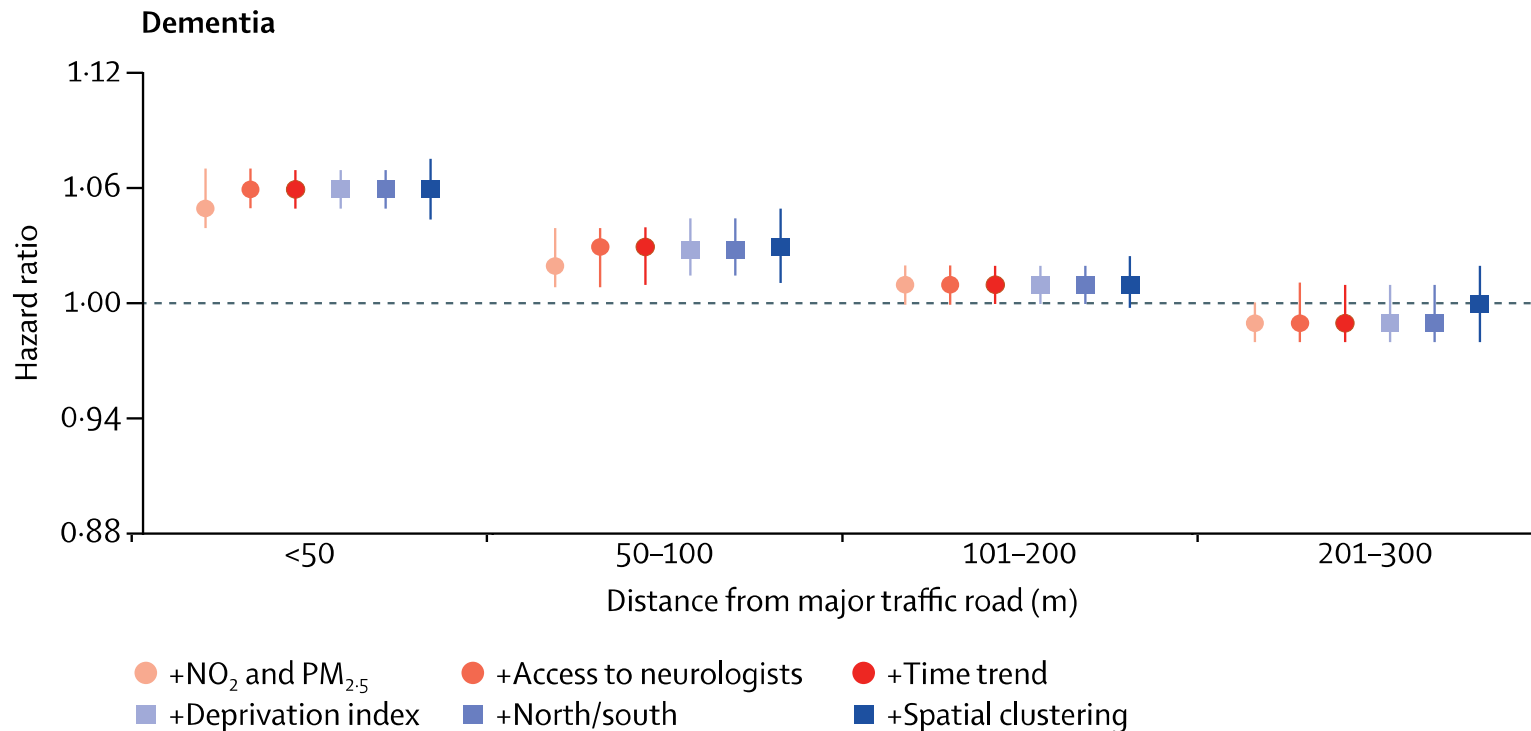 Dementia
1·12
1·06
1·00
0·94
0·88
Hazard ratio
<50 50–100 101–200 201–300
Distance from major traffic road (m)
+NO₂ and PM₂.₅ +Access to neurologists +Time trend
+Deprivation index +North/south +Spatial clustering